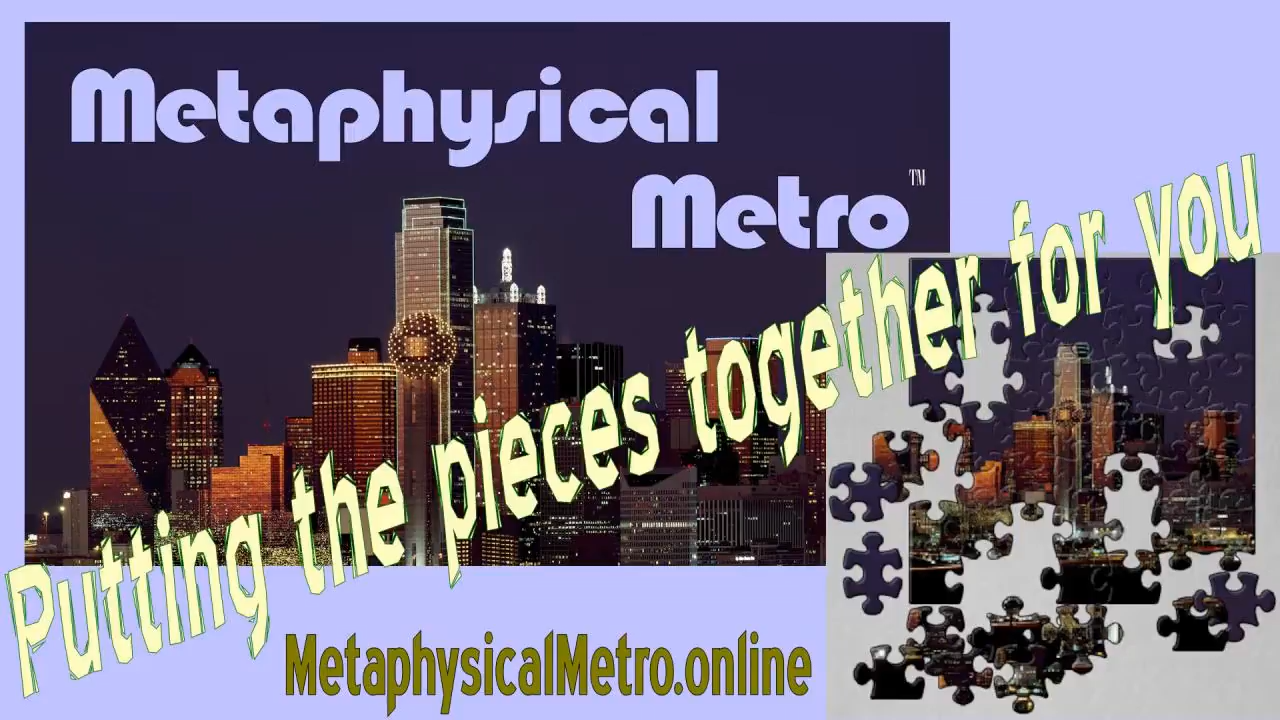 Metaphysical
Metro™
Putting the pieces together for you
MetaphysicalMetro.online